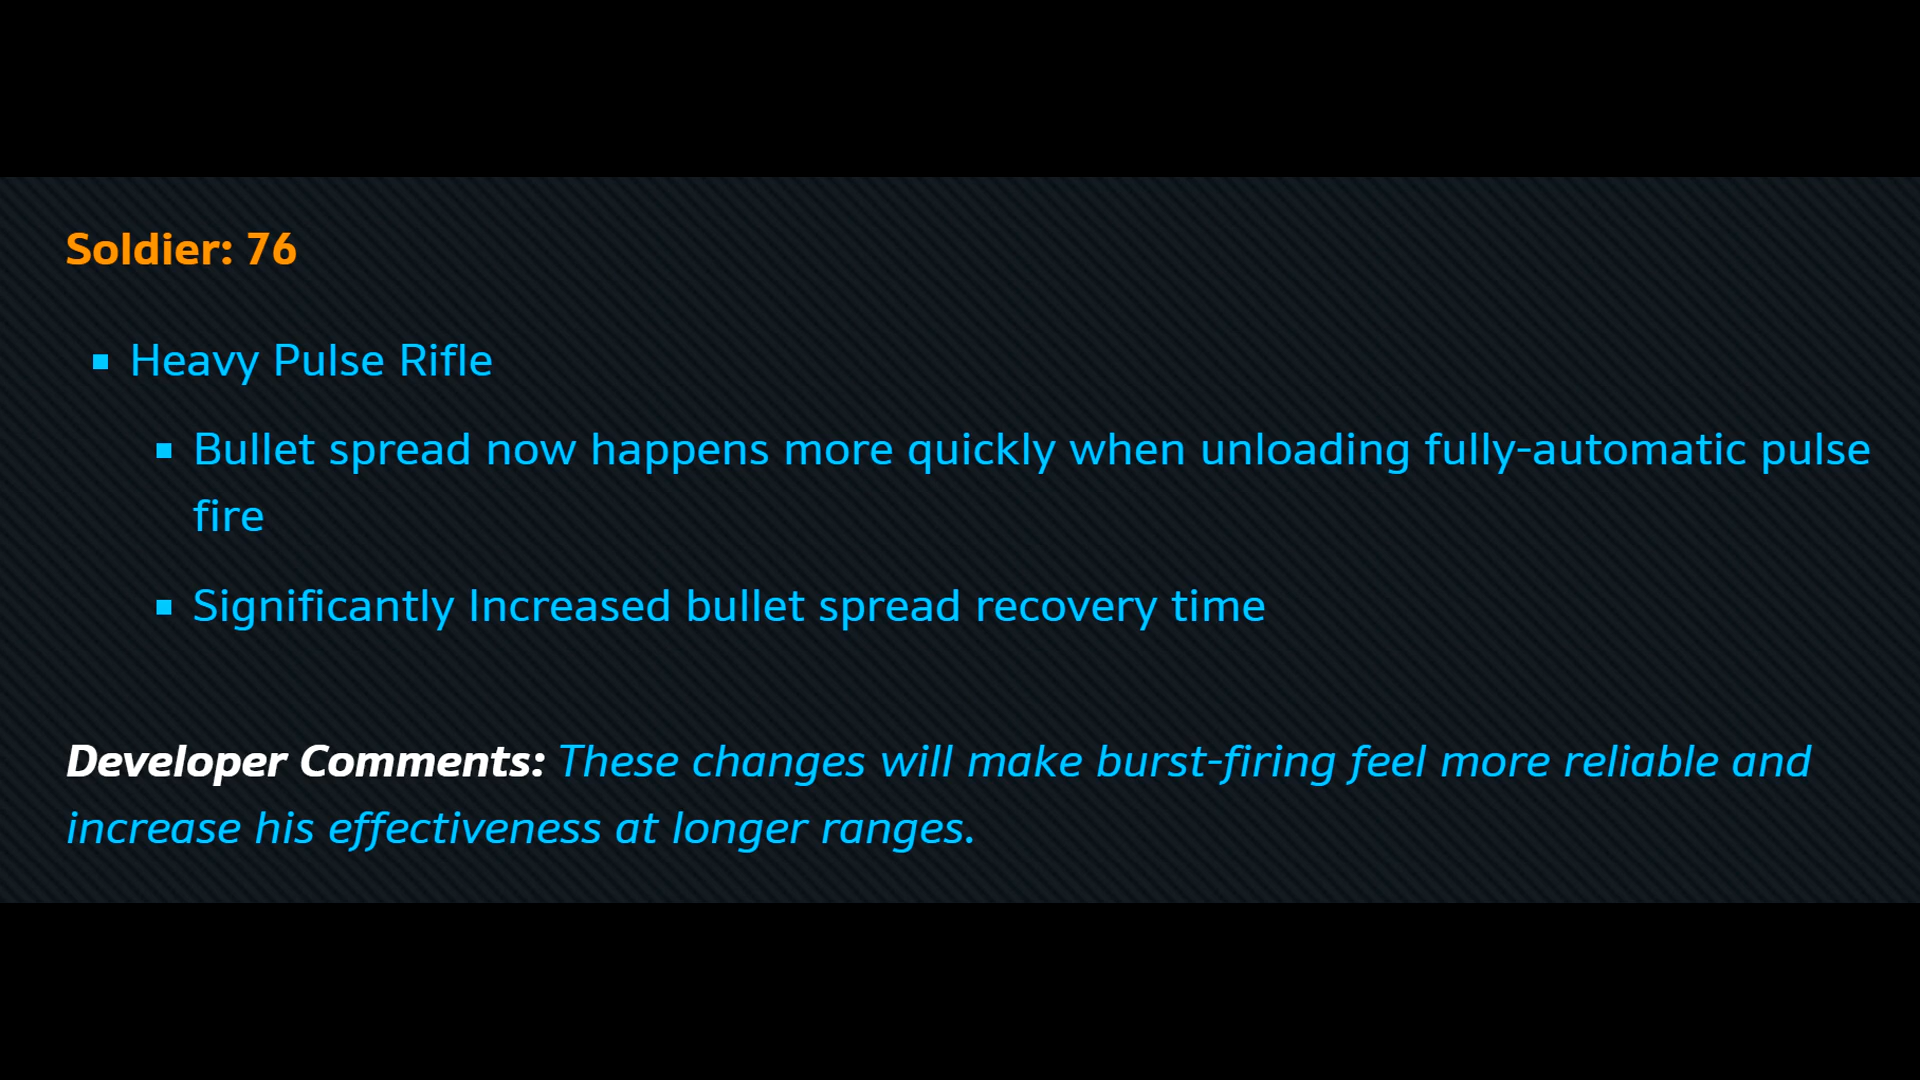 Soldier: 76
Heavy Pulse Rifle
Bullet spread now happens more quickly when unloading fully-automatic pulse
fire
Significantly Increased bullet spread recovery time
Developer Comments: These changes will make burst-firing feel more reliable and
increase his effectiveness at longer ranges.